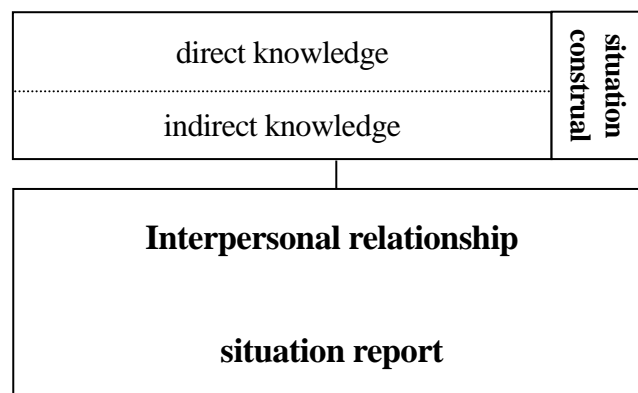 direct knowledge
indirect knowledge
situation
construal
Interpersonal relationship
situation report